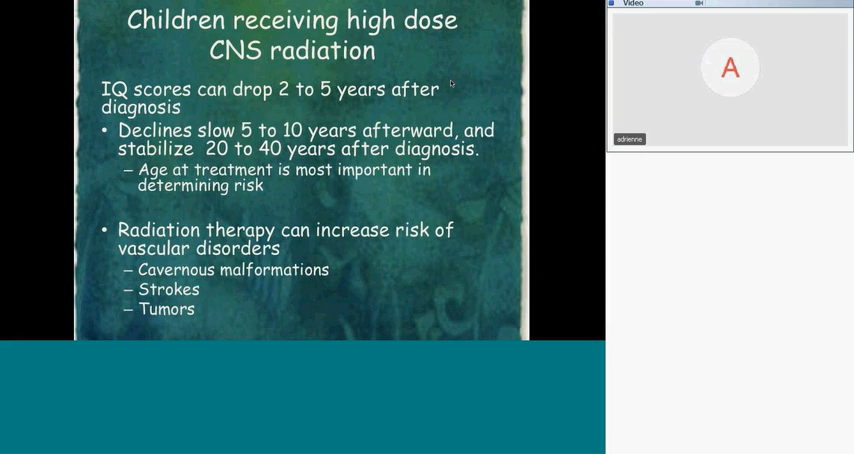 Children receiving high dose
CNS radiation
IQ scores can drop 2 to 5 years after
diagnosis
• Declines slow 5 to 10 years afterward, and
stabilize 20 to 40 years after diagnosis.
– Age at treatment is most important in
determining risk
• Radiation therapy can increase risk of
vascular disorders
– Cavernous malformations
– Strokes
– Tumors
Video
A
adrienne